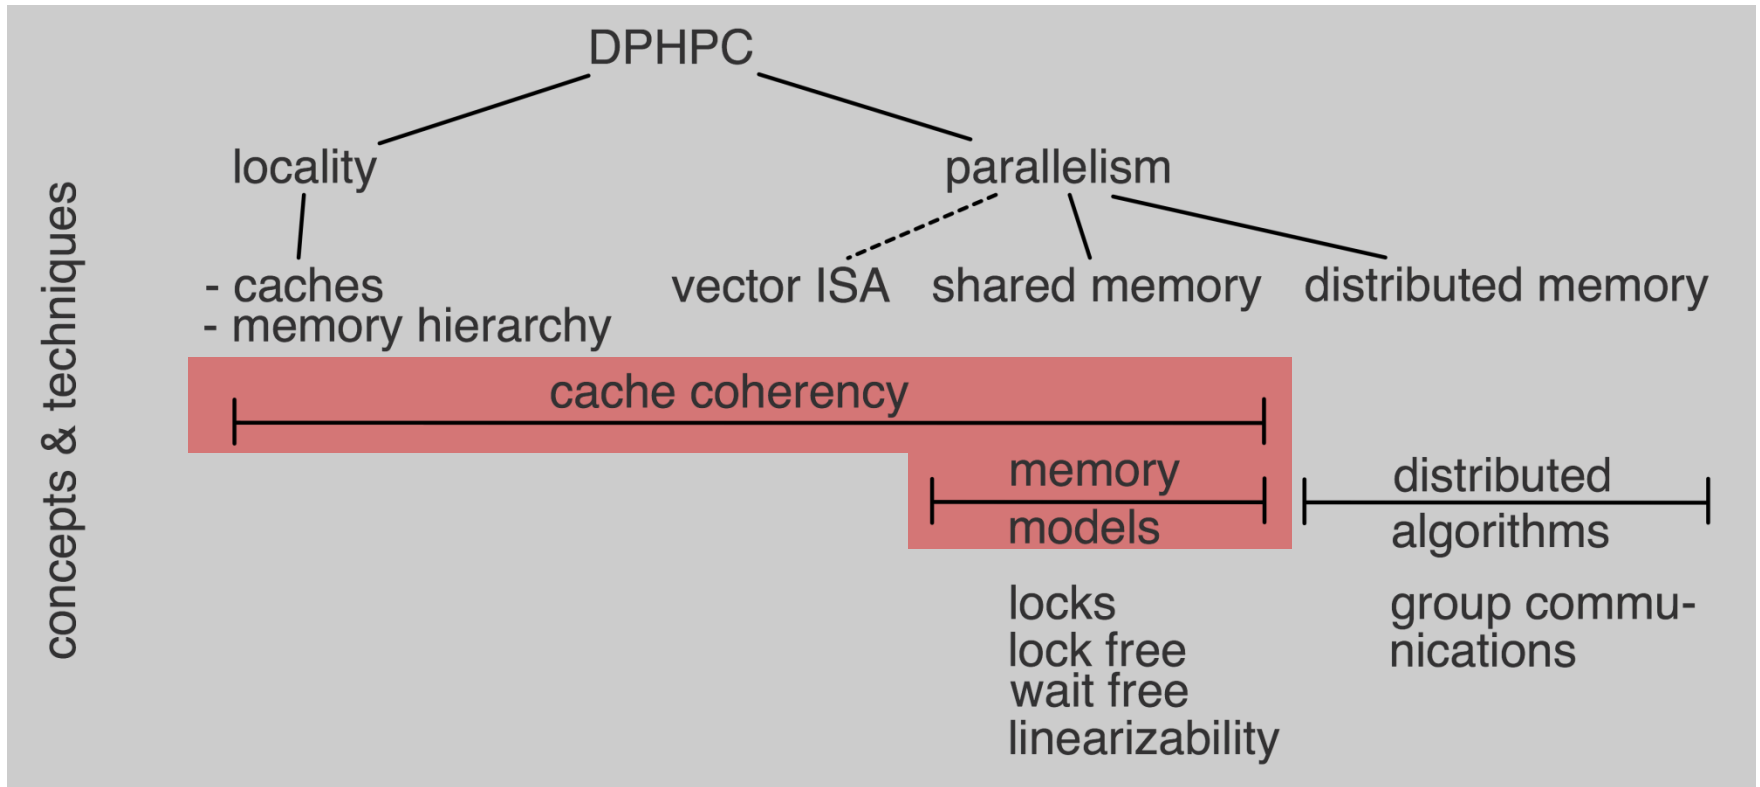 DPHPC
locality
parallelism
- caches
- memory hierarchy
vector ISA
shared memory
distributed memory
concepts & techniques
cache coherency
memory
models
distributed
algorithms
locks
lock free
wait free
linearizability
group commu-
nications